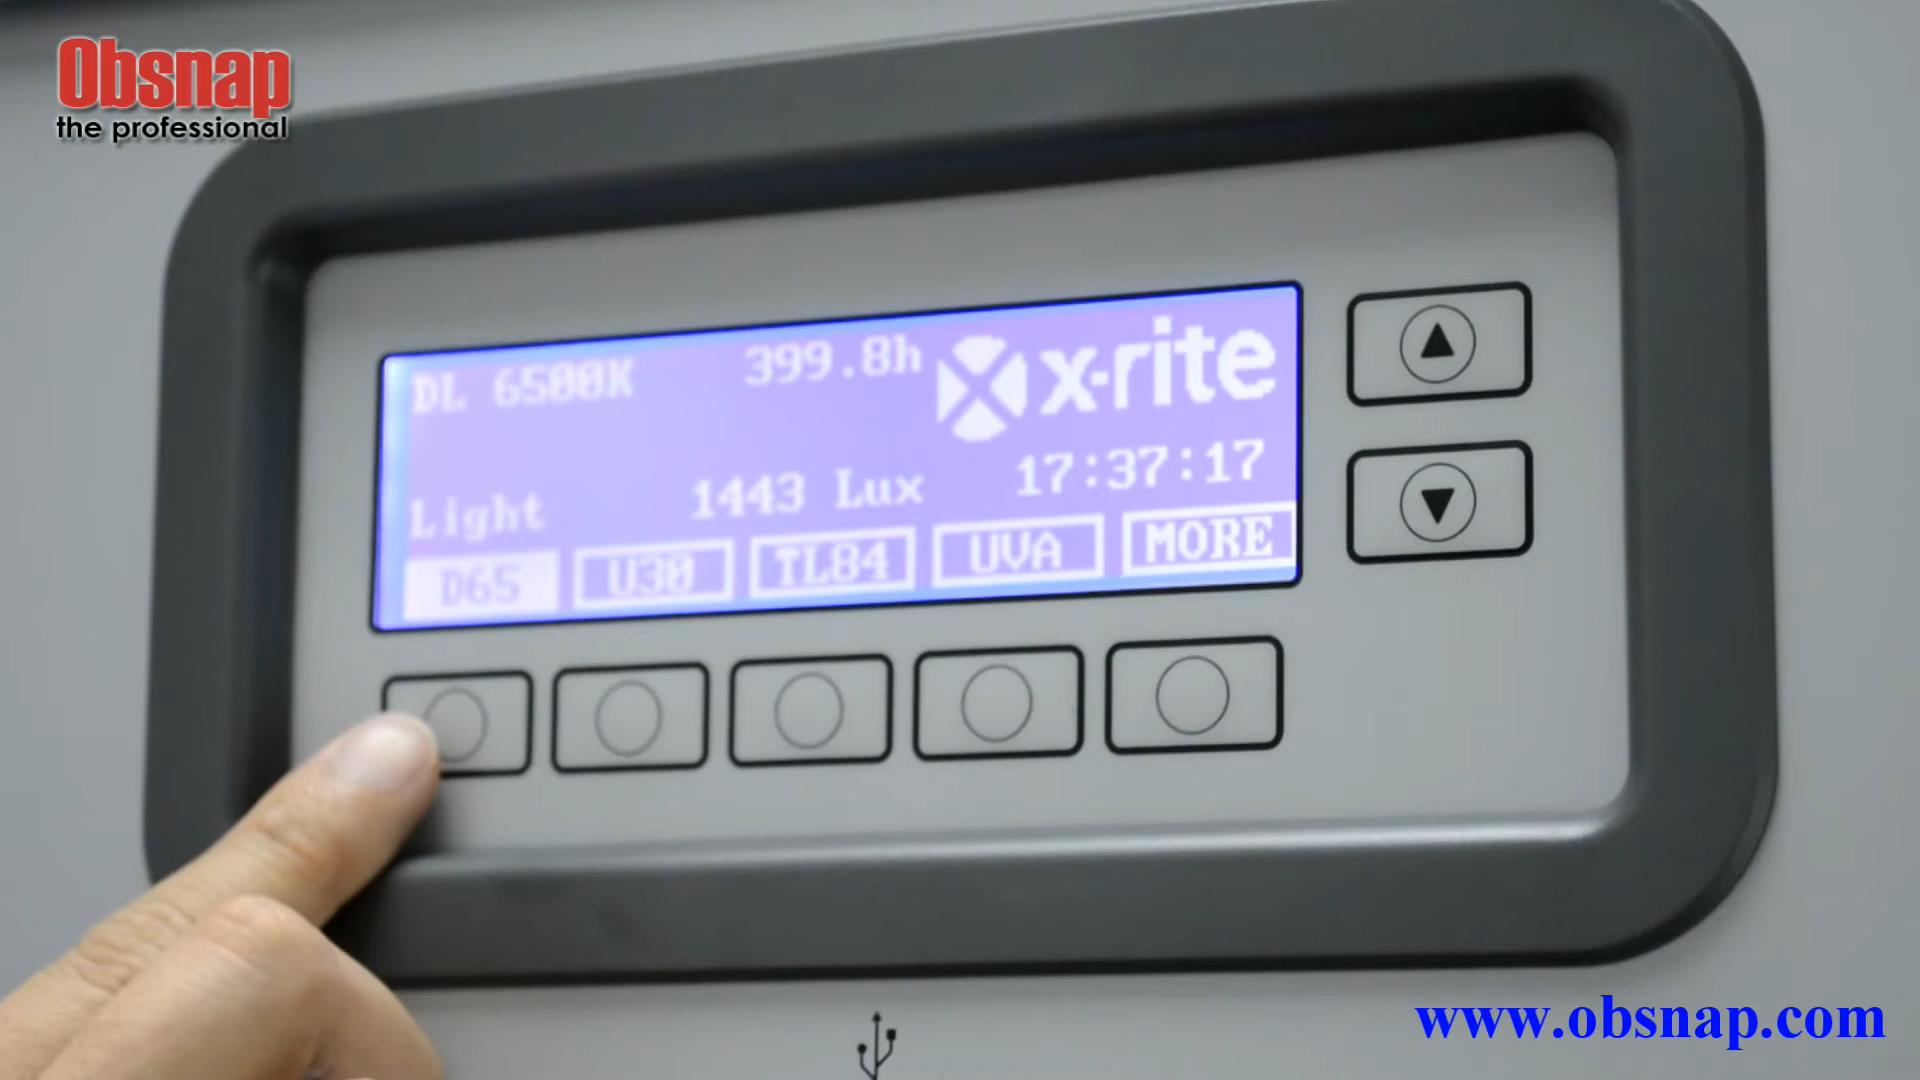 Obsnap
the professional
DL 6500K 399.8h x-rite
Light 1443 Lux 17:37:17
D65 U30 TL84 UVA MORE
www.obsnap.com